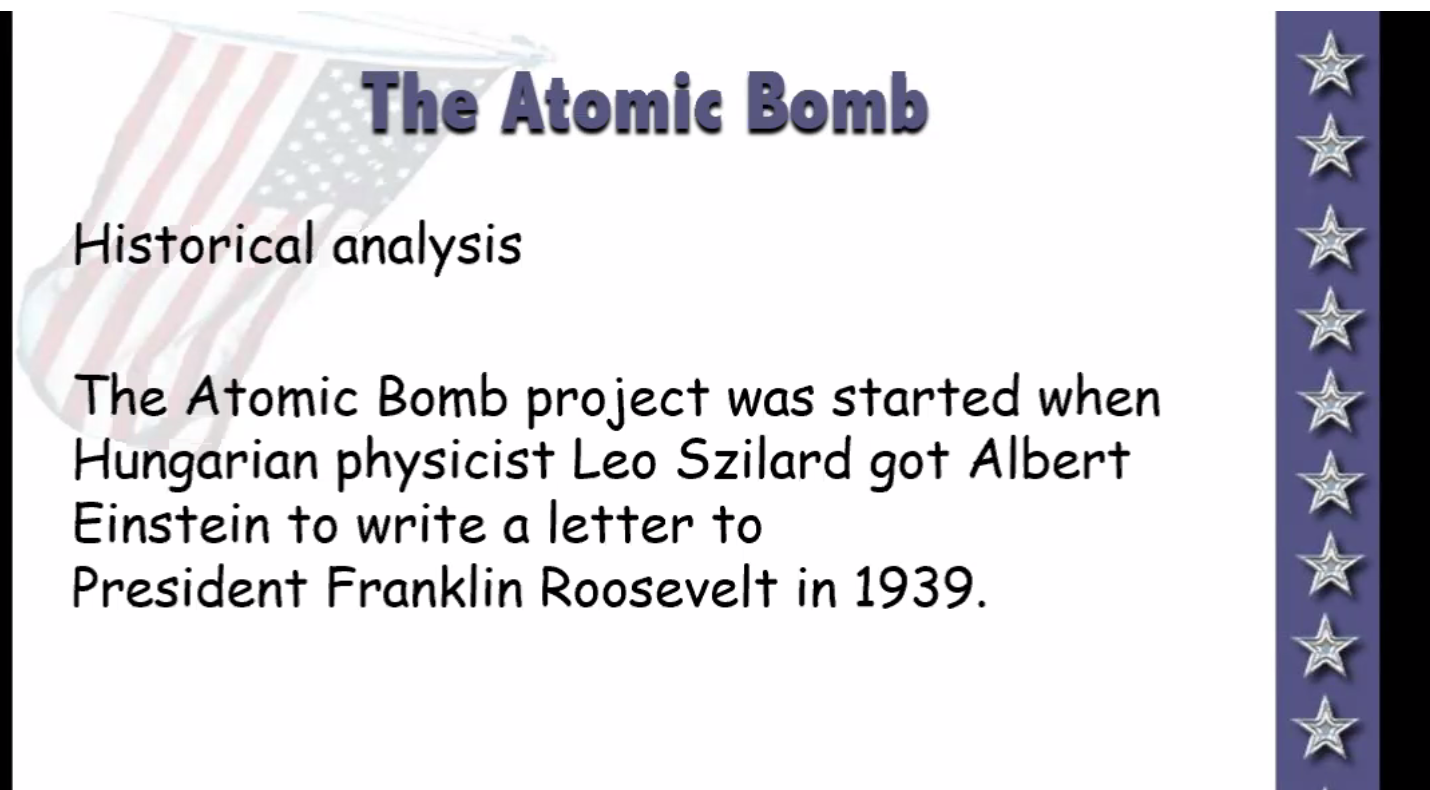 The Atomic Bomb
Historical analysis
The Atomic Bomb project was started when
Hungarian physicist Leo Szilard got Albert
Einstein to write a letter to
President Franklin Roosevelt in 1939.